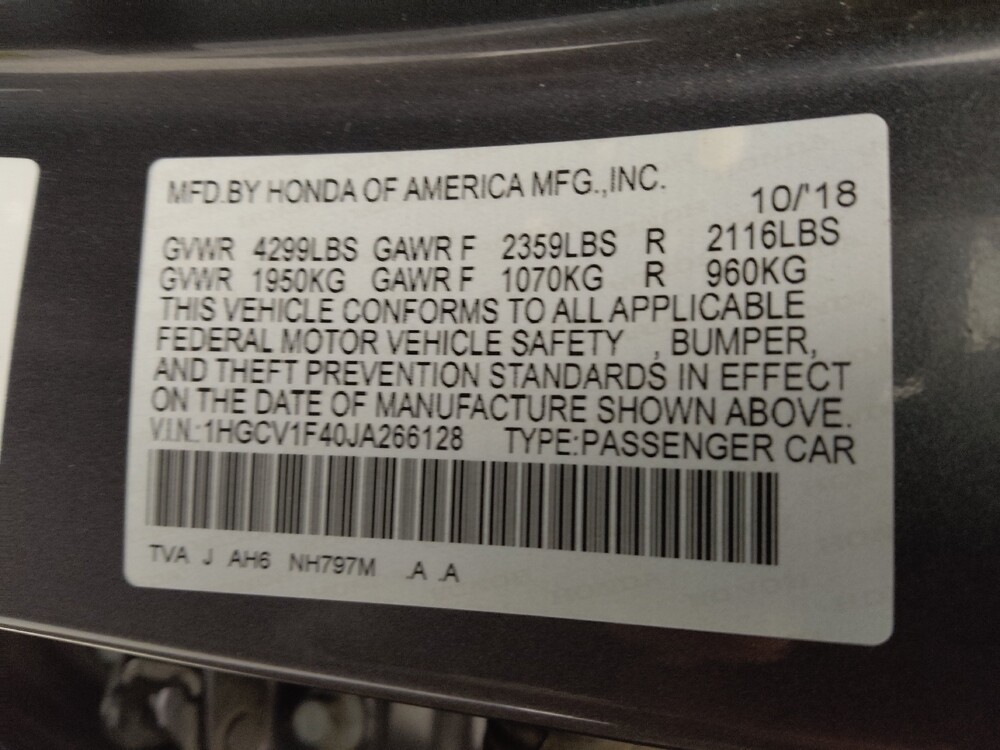 MFD.BY HONDA OF AMERICA MFG.,INC.
10/'18
GVWR 4299LBS GAWR F 2359LBS R 2116LBS
GVWR 1950KG GAWR F 1070KG R 960KG
THIS VEHICLE CONFORMS TO ALL APPLICABLE
FEDERAL MOTOR VEHICLE SAFETY , BUMPER,
AND THEFT PREVENTION STANDARDS IN EFFECT
ON THE DATE OF MANUFACTURE SHOWN ABOVE.
V.I.N.:1HGCV1F40JA266128 TYPE:PASSENGER CAR
TVA J AH6 NH797M .A .A